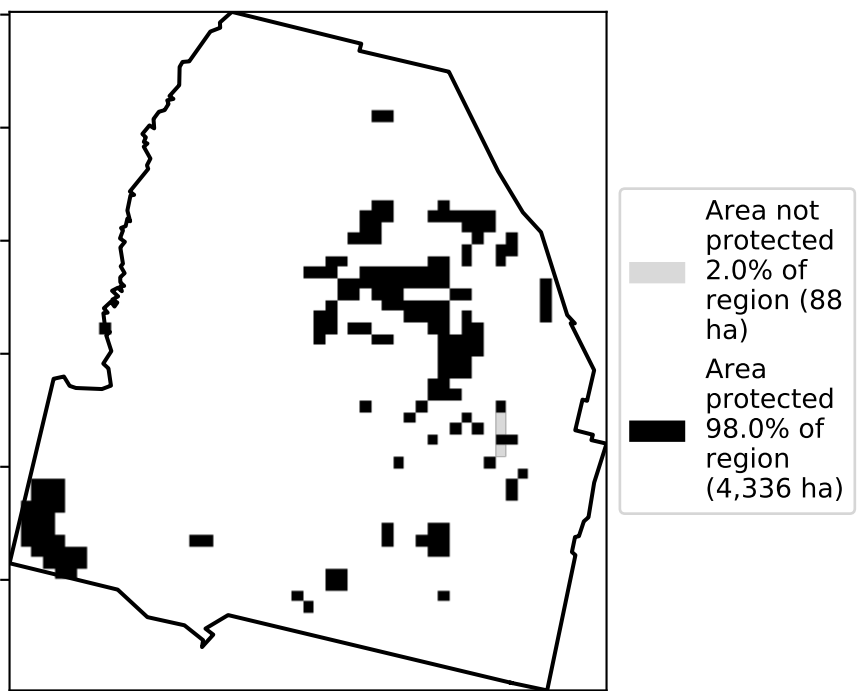 Area not
protected
2.0% of
region (88
ha)
Area
protected
98.0% of
region
(4,336 ha)